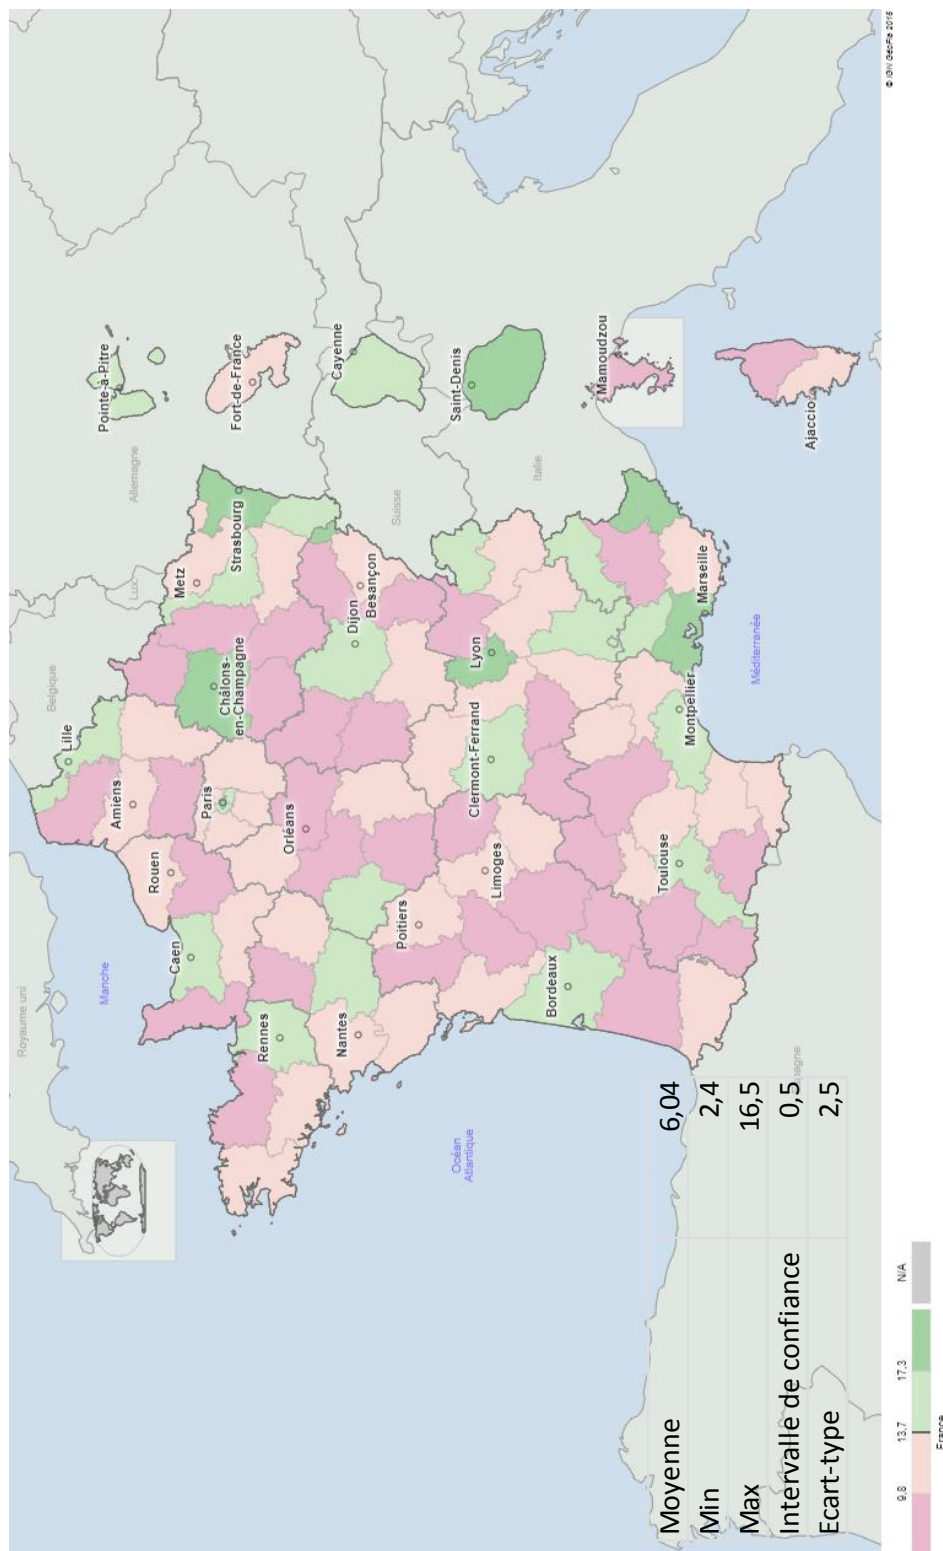 Royaume uni
Manche
Belgique
Lux.
Allemagne
Suisse
Italie
Océan
Atlantique
Méditerranée
Lille
Amiens
Rouen
Caen
Paris
Châlons-
en-Champagne
Metz
Strasbourg
Rennes
Nantes
Orléans
Dijon
Besançon
Poitiers
Limoges
Clermont-Ferrand
Lyon
Bordeaux
Toulouse
Montpellier
Marseille
Ajaccio
Pointe-à-Pitre
Fort-de-France
Cayenne
Saint-Denis
Mamoudzou
Moyenne 6,04
Min 2,4
Max 16,5
Intervalle de confiance 0,5
Ecart-type 2,5
9,8 13,7 17,3 N/A
France
© IGN GéoFla 2015